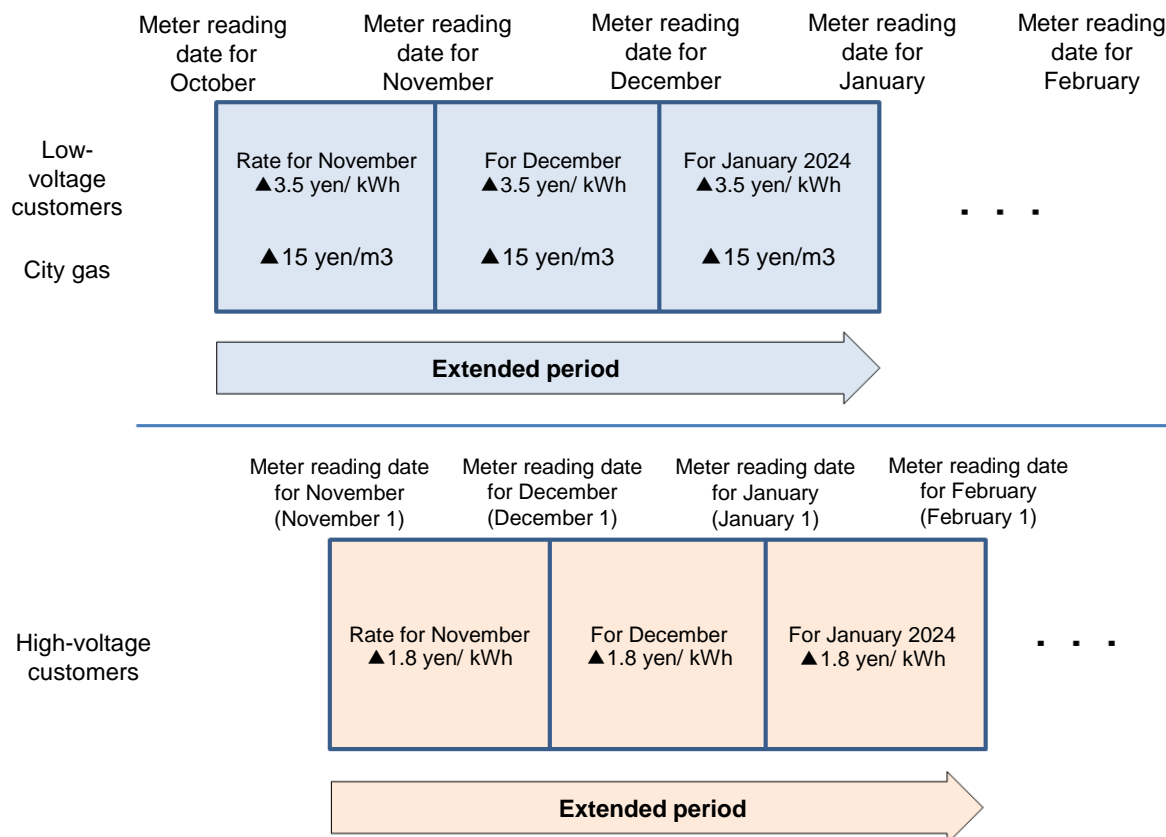 Meter reading
date for
October
Meter reading
date for
November
Meter reading
date for
December
Meter reading
date for
January
Meter reading
date for
February
Low-
voltage
customers
City gas
Rate for November
▲3.5 yen/ kWh
▲15 yen/m3
For December
▲3.5 yen/ kWh
▲15 yen/m3
For January 2024
▲3.5 yen/ kWh
▲15 yen/m3
. . .
Extended period
Meter reading date
for November
(November 1)
Meter reading date
for December
(December 1)
Meter reading date
for January
(January 1)
Meter reading date
for February
(February 1)
High-voltage
customers
Rate for November
▲1.8 yen/ kWh
For December
▲1.8 yen/ kWh
For January 2024
▲1.8 yen/ kWh
. . .
Extended period